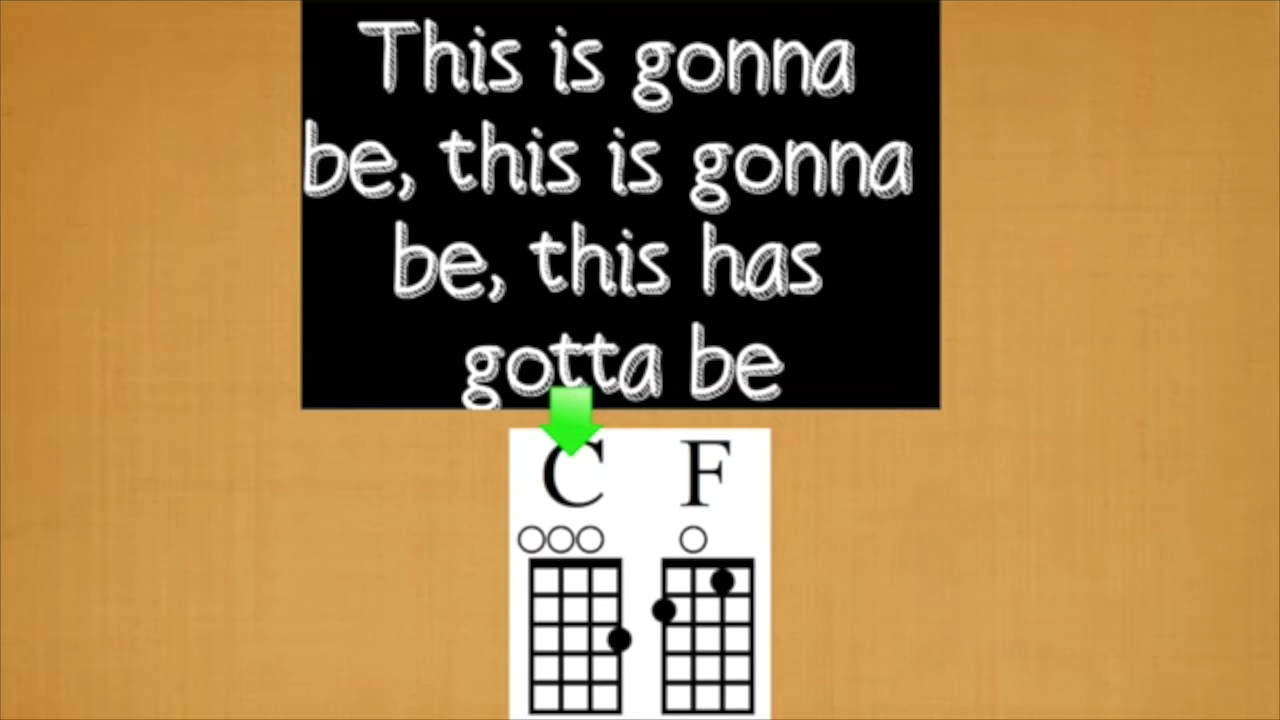 This is gonna
be, this is gonna
be, this has
gotta be
C F